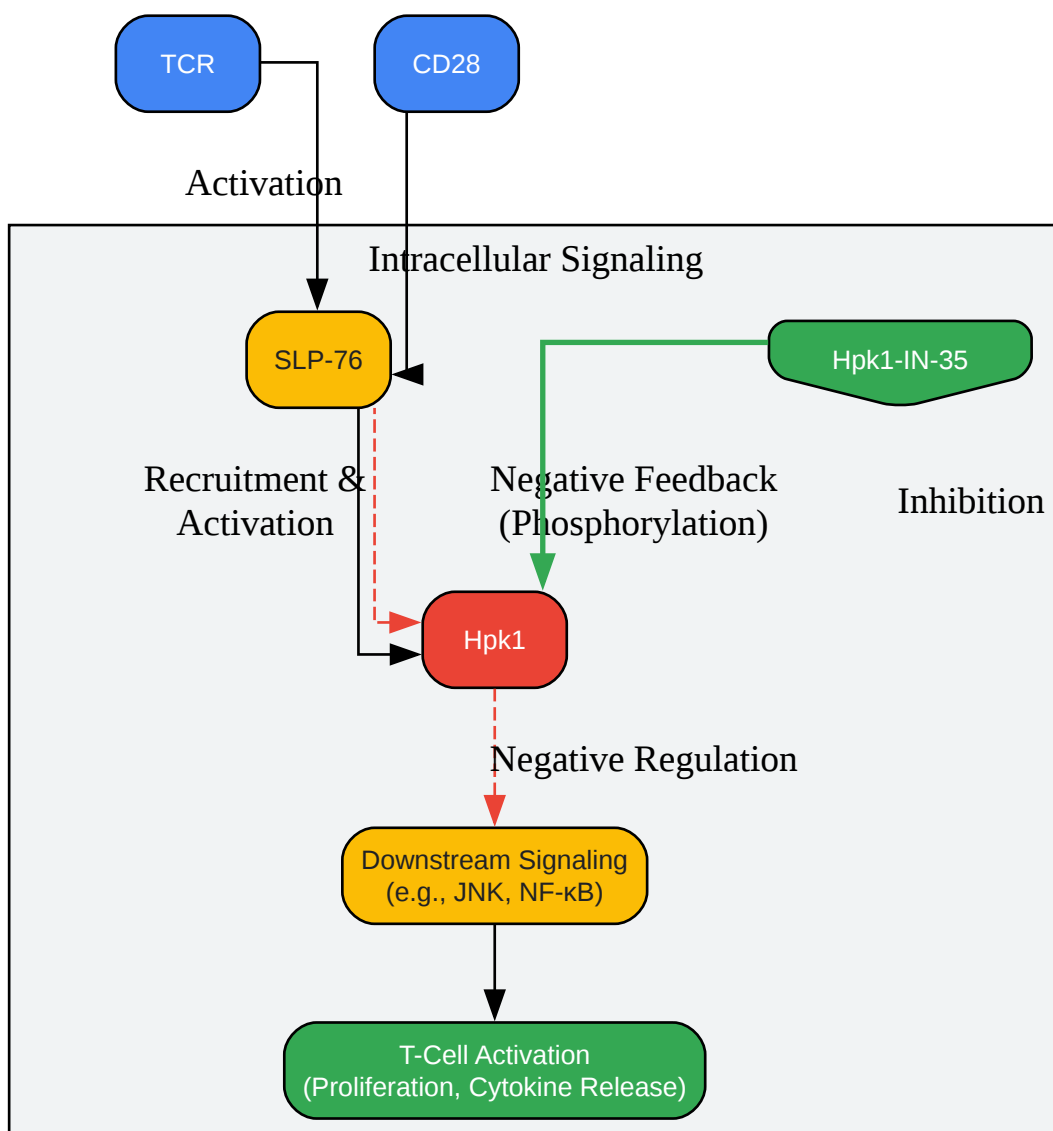 TCR
CD28
Activation
Intracellular Signaling
SLP-76
Hpk1-IN-35
Recruitment &
Activation
Negative Feedback
(Phosphorylation)
Inhibition
Hpk1
Negative Regulation
Downstream Signaling
(e.g., JNK, NF-κB)
T-Cell Activation
(Proliferation, Cytokine Release)